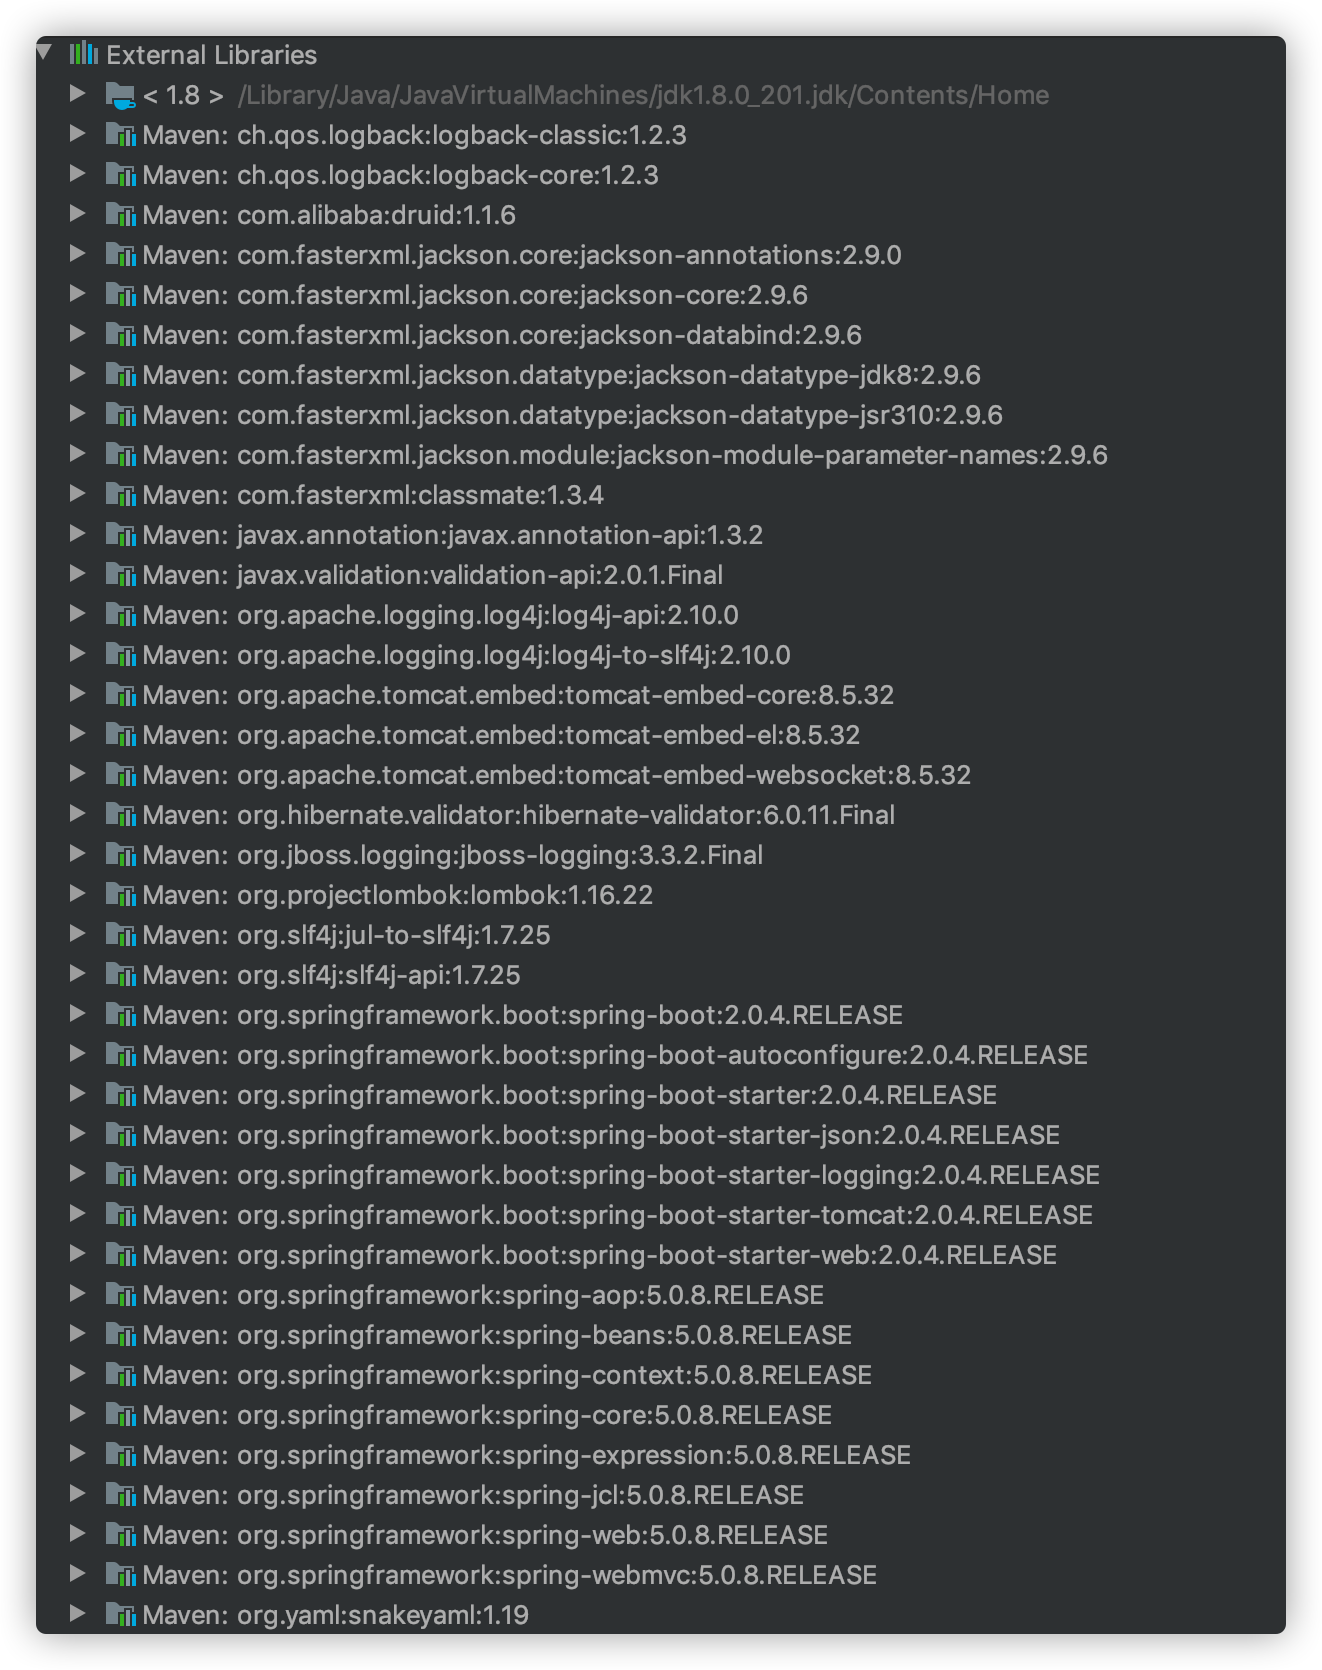 External Libraries
< 1.8 > /Library/Java/JavaVirtualMachines/jdk1.8.0_201.jdk/Contents/Home
Maven: ch.qos.logback:logback-classic:1.2.3
Maven: ch.qos.logback:logback-core:1.2.3
Maven: com.alibaba:druid:1.1.6
Maven: com.fasterxml.jackson.core:jackson-annotations:2.9.0
Maven: com.fasterxml.jackson.core:jackson-core:2.9.6
Maven: com.fasterxml.jackson.core:jackson-databind:2.9.6
Maven: com.fasterxml.jackson.datatype:jackson-datatype-jdk8:2.9.6
Maven: com.fasterxml.jackson.datatype:jackson-datatype-jsr310:2.9.6
Maven: com.fasterxml.jackson.module:jackson-module-parameter-names:2.9.6
Maven: com.fasterxml:classmate:1.3.4
Maven: javax.annotation:javax.annotation-api:1.3.2
Maven: javax.validation:validation-api:2.0.1.Final
Maven: org.apache.logging.log4j:log4j-api:2.10.0
Maven: org.apache.logging.log4j:log4j-to-slf4j:2.10.0
Maven: org.apache.tomcat.embed:tomcat-embed-core:8.5.32
Maven: org.apache.tomcat.embed:tomcat-embed-el:8.5.32
Maven: org.apache.tomcat.embed:tomcat-embed-websocket:8.5.32
Maven: org.hibernate.validator:hibernate-validator:6.0.11.Final
Maven: org.jboss.logging:jboss-logging:3.3.2.Final
Maven: org.projectlombok:lombok:1.16.22
Maven: org.slf4j:jul-to-slf4j:1.7.25
Maven: org.slf4j:slf4j-api:1.7.25
Maven: org.springframework.boot:spring-boot:2.0.4.RELEASE
Maven: org.springframework.boot:spring-boot-autoconfigure:2.0.4.RELEASE
Maven: org.springframework.boot:spring-boot-starter:2.0.4.RELEASE
Maven: org.springframework.boot:spring-boot-starter-json:2.0.4.RELEASE
Maven: org.springframework.boot:spring-boot-starter-logging:2.0.4.RELEASE
Maven: org.springframework.boot:spring-boot-starter-tomcat:2.0.4.RELEASE
Maven: org.springframework.boot:spring-boot-starter-web:2.0.4.RELEASE
Maven: org.springframework:spring-aop:5.0.8.RELEASE
Maven: org.springframework:spring-beans:5.0.8.RELEASE
Maven: org.springframework:spring-context:5.0.8.RELEASE
Maven: org.springframework:spring-core:5.0.8.RELEASE
Maven: org.springframework:spring-expression:5.0.8.RELEASE
Maven: org.springframework:spring-jcl:5.0.8.RELEASE
Maven: org.springframework:spring-web:5.0.8.RELEASE
Maven: org.springframework:spring-webmvc:5.0.8.RELEASE
Maven: org.yaml:snakeyaml:1.19